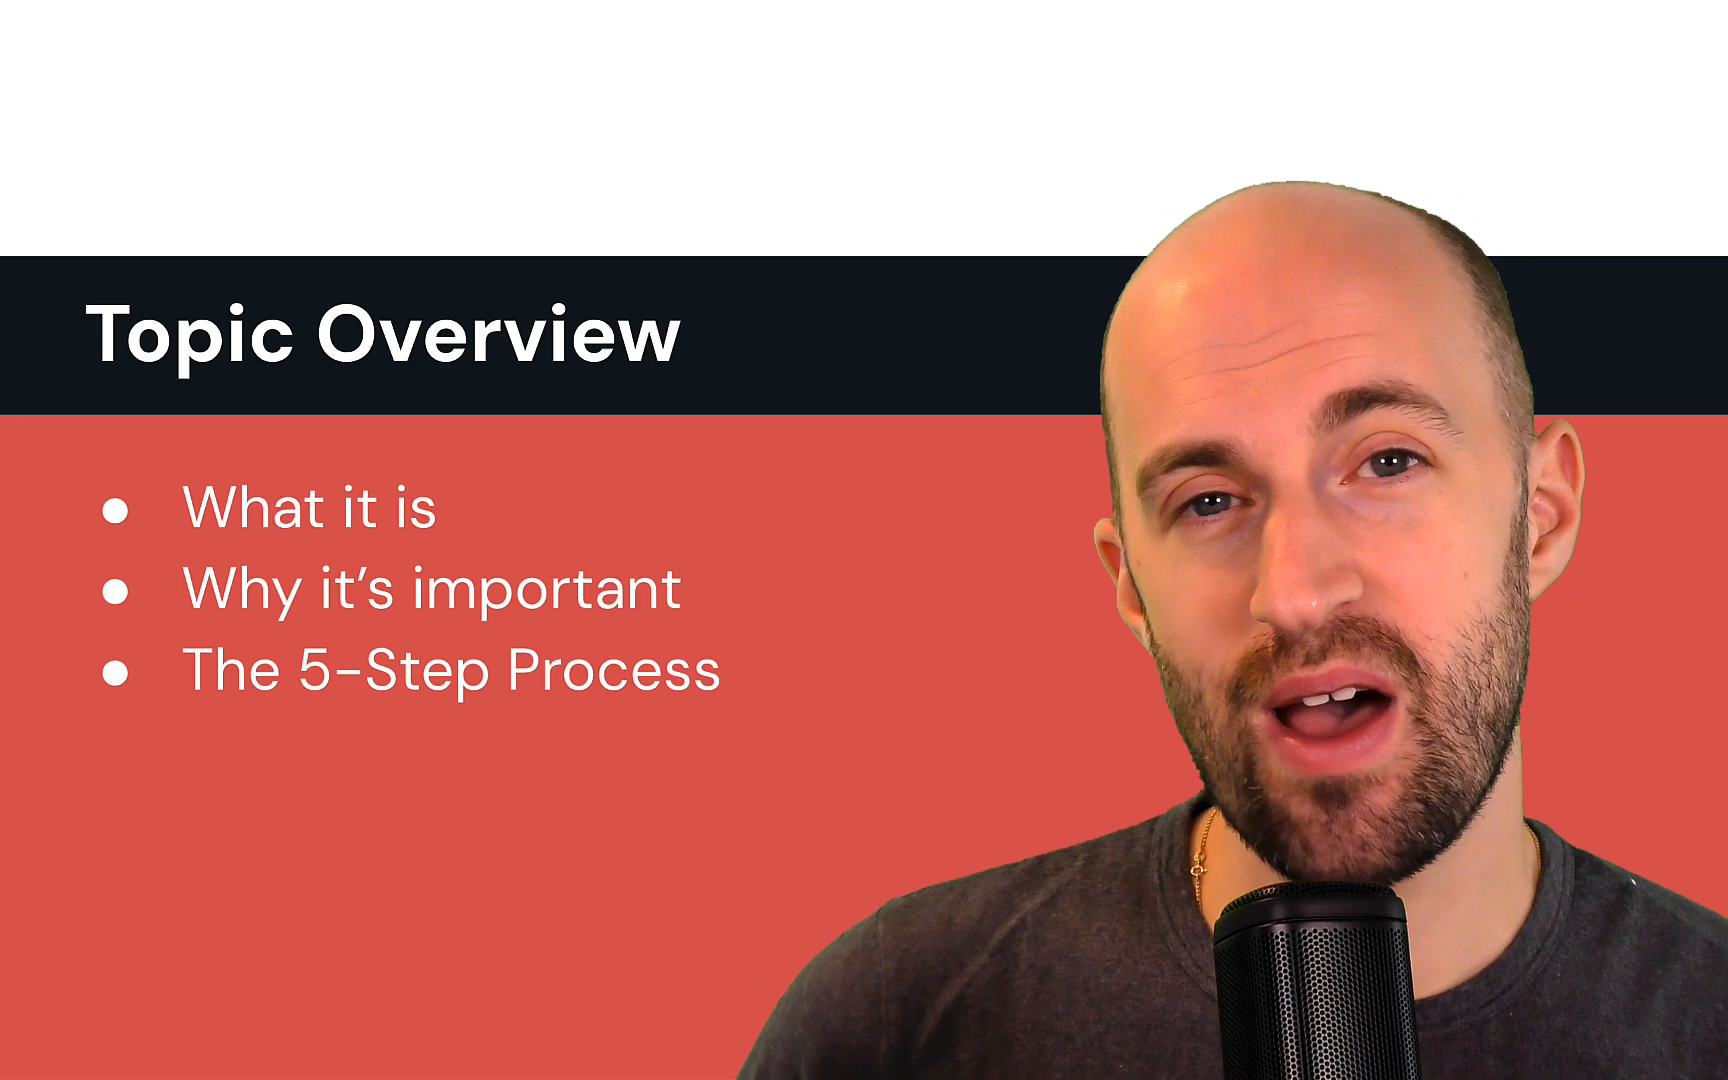 Topic Overview
● What it is
● Why it’s important
● The 5-Step Process